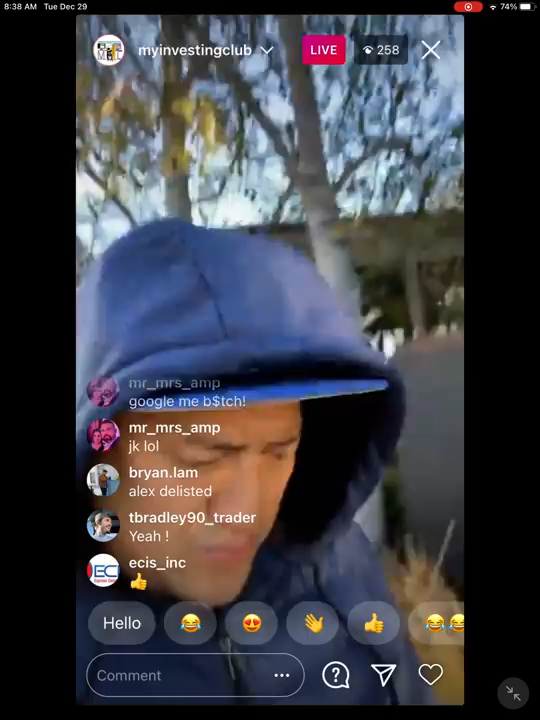 8:38 AM Tue Dec 29
74%
myinvestingclub
LIVE
258
mr_mrs_amp
google me b$tch!
mr_mrs_amp
jk lol
bryan.lam
alex delisted
tbradley90_trader
Yeah !
ecis_inc
👍
Hello 😂 😍 👋 👍 😂😂
Comment